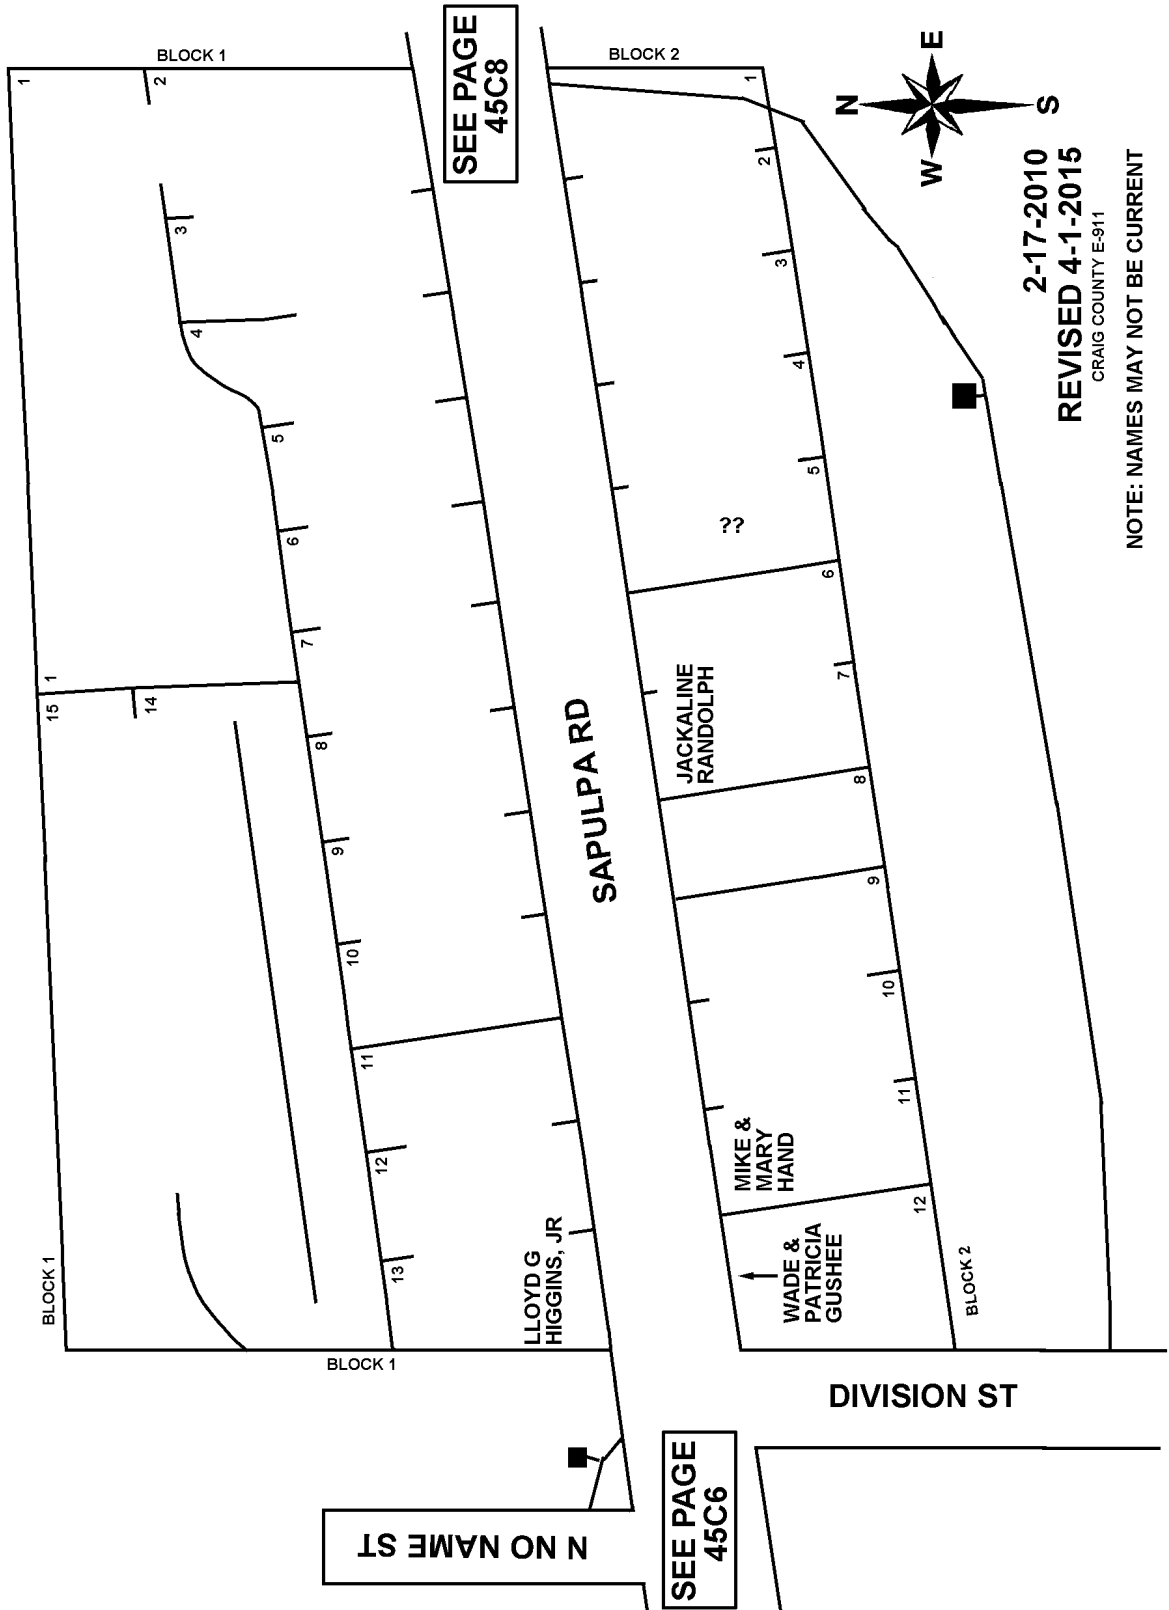 BLOCK 1
BLOCK 2
SEE PAGE
45C8
1
2
3
4
5
6
7
8
9
10
11
12
13
14
15
1
1
2
3
4
5
6
7
8
9
10
11
12
N
E
S
W
2-17-2010
REVISED 4-1-2015
CRAIG COUNTY E-911
NOTE: NAMES MAY NOT BE CURRENT
??
JACKALINE
RANDOLPH
SAPULPA RD
MIKE &
MARY
HAND
WADE &
PATRICIA
GUSHEE
LLOYD G
HIGGINS, JR
BLOCK 1
BLOCK 1
BLOCK 2
DIVISION ST
N NO NAME ST
SEE PAGE
45C6